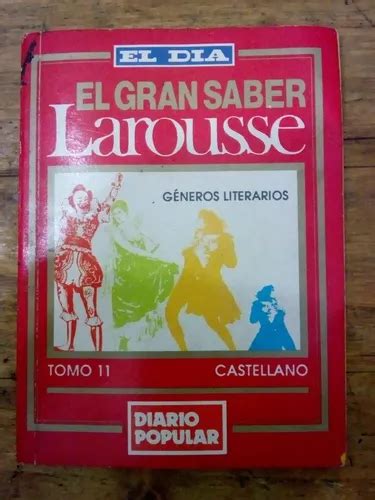 EL DIA
EL GRAN SABER
Larousse
GÉNEROS LITERARIOS
TOMO 11
CASTELLANO
DIARIO
POPULAR